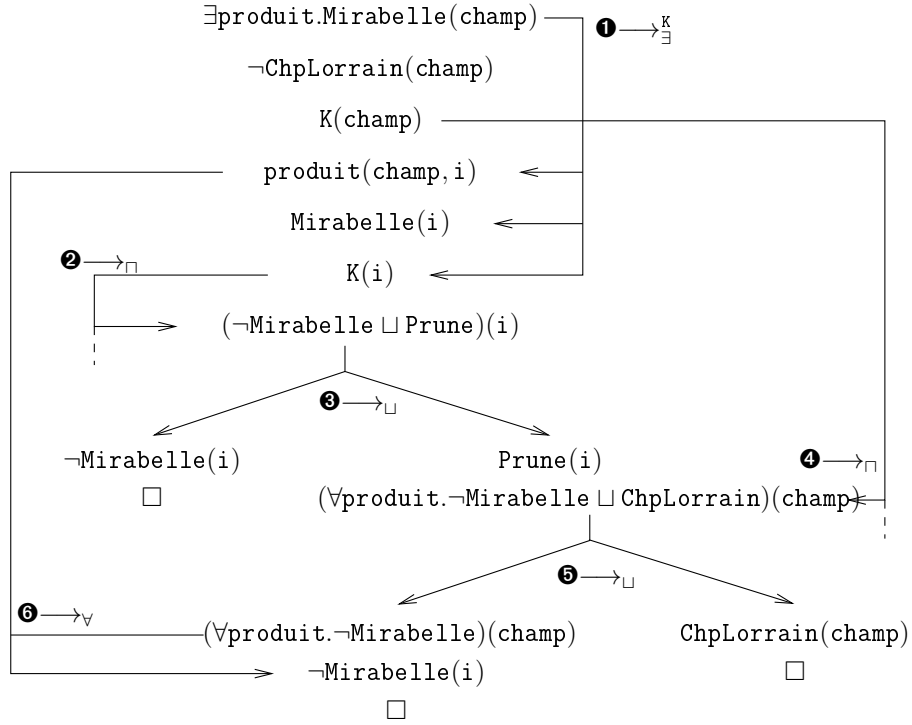 ∃produit.Mirabelle(champ)
❶ ⟶∃K
¬ChpLorrain(champ)
K(champ)
produit(champ, i)
Mirabelle(i)
❷ ⟶⊓
K(i)
(¬Mirabelle ⊔ Prune)(i)
❸ ⟶⊔
¬Mirabelle(i)
Prune(i)
❹ ⟶⊓
□
(∀produit.¬Mirabelle ⊔ ChpLorrain)(champ)
❺ ⟶⊔
❻ ⟶∀
(∀produit.¬Mirabelle)(champ)
ChpLorrain(champ)
¬Mirabelle(i)
□
□